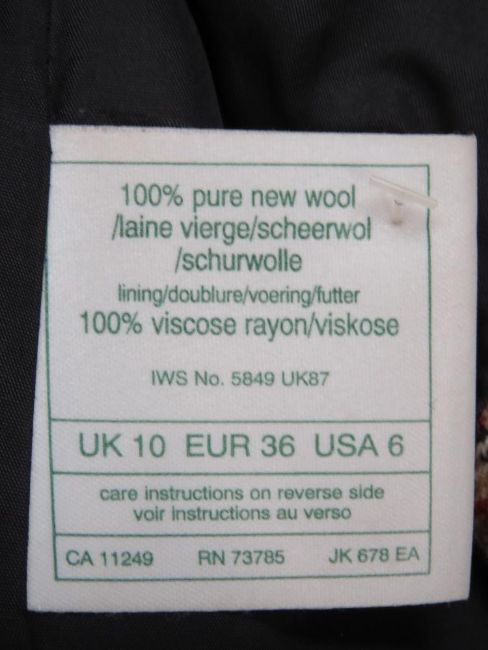 100% pure new wool
/laine vierge/scheerwol
/schurwolle
lining/doublure/voering/futter
100% viscose rayon/viskose
IWS No. 5849 UK87
UK 10 EUR 36 USA 6
care instructions on reverse side
voir instructions au verso
CA 11249 RN 73785 JK 678 EA